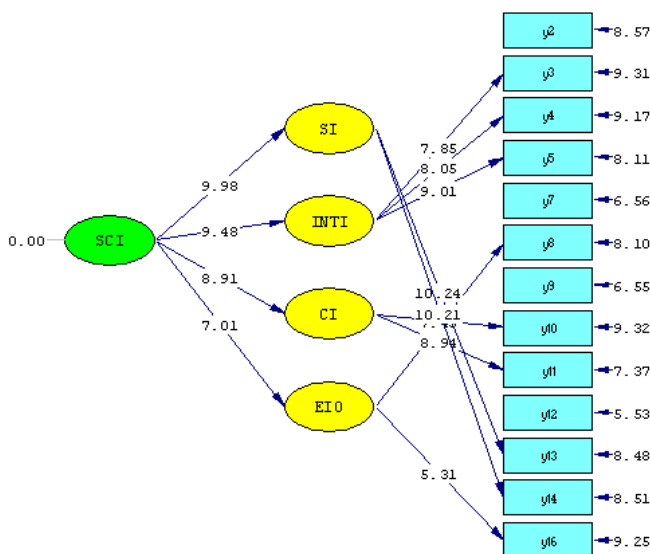 y2
8.57
y3
9.31
y4
9.17
SI
7.85
y5
8.11
8.05
9.98
9.01
y7
6.56
INTI
0.00
SCI
9.48
y8
8.10
8.91
10.24
y9
6.55
CI
10.21
y10
9.32
7.01
8.94
y11
7.37
EIO
y12
5.53
y13
8.48
5.31
y14
8.51
y16
9.25